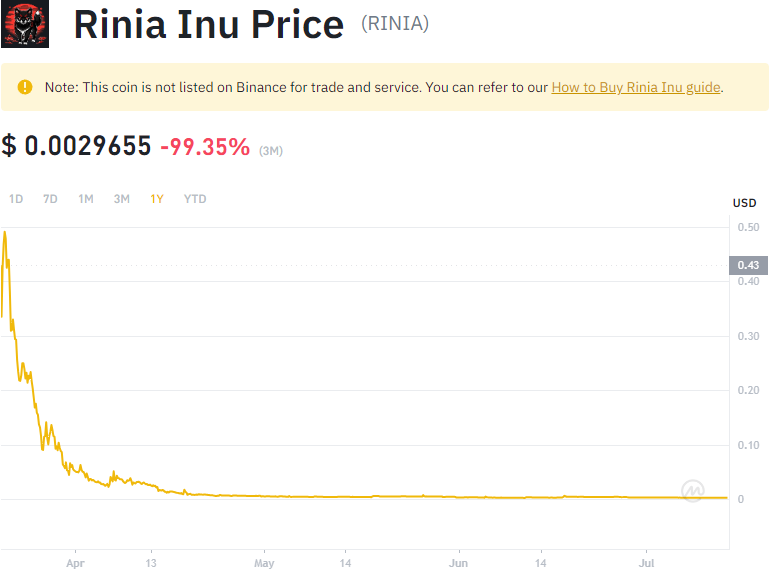 Rinia Inu Price (RINIA)
Note: This coin is not listed on Binance for trade and service. You can refer to our How to Buy Rinia Inu guide.
$ 0.0029655 -99.35% (3M)
1D 7D 1M 3M 1Y YTD
USD
0.50
0.43
0.40
0.30
0.20
0.10
0
Apr 13 May 14 Jun 14 Jul